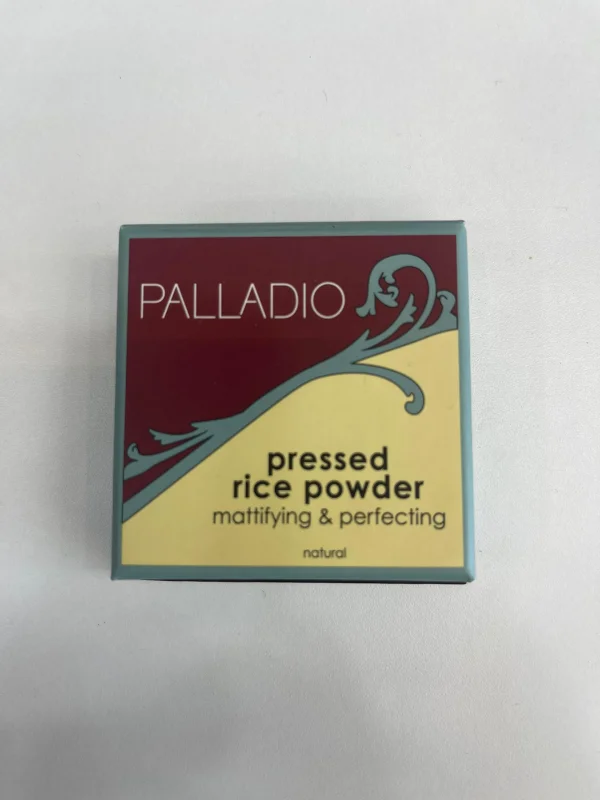 PALLADIO
pressed
rice powder
mattifying & perfecting
natural